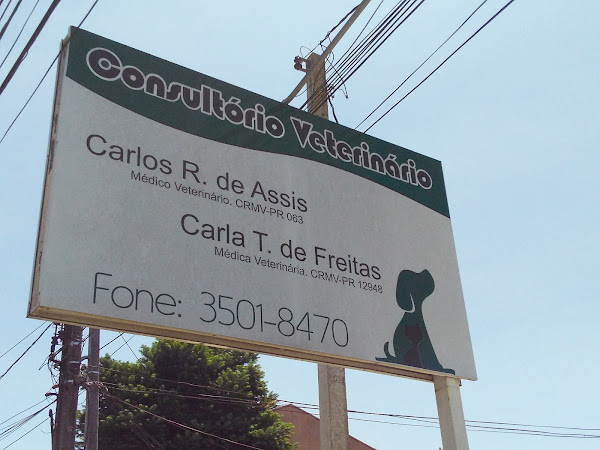 Consultório Veterinário
Carlos R. de Assis
Médico Veterinário. CRMV-PR 063
Carla T. de Freitas
Médica Veterinária. CRMV-PR 12948
Fone: 3501-8470